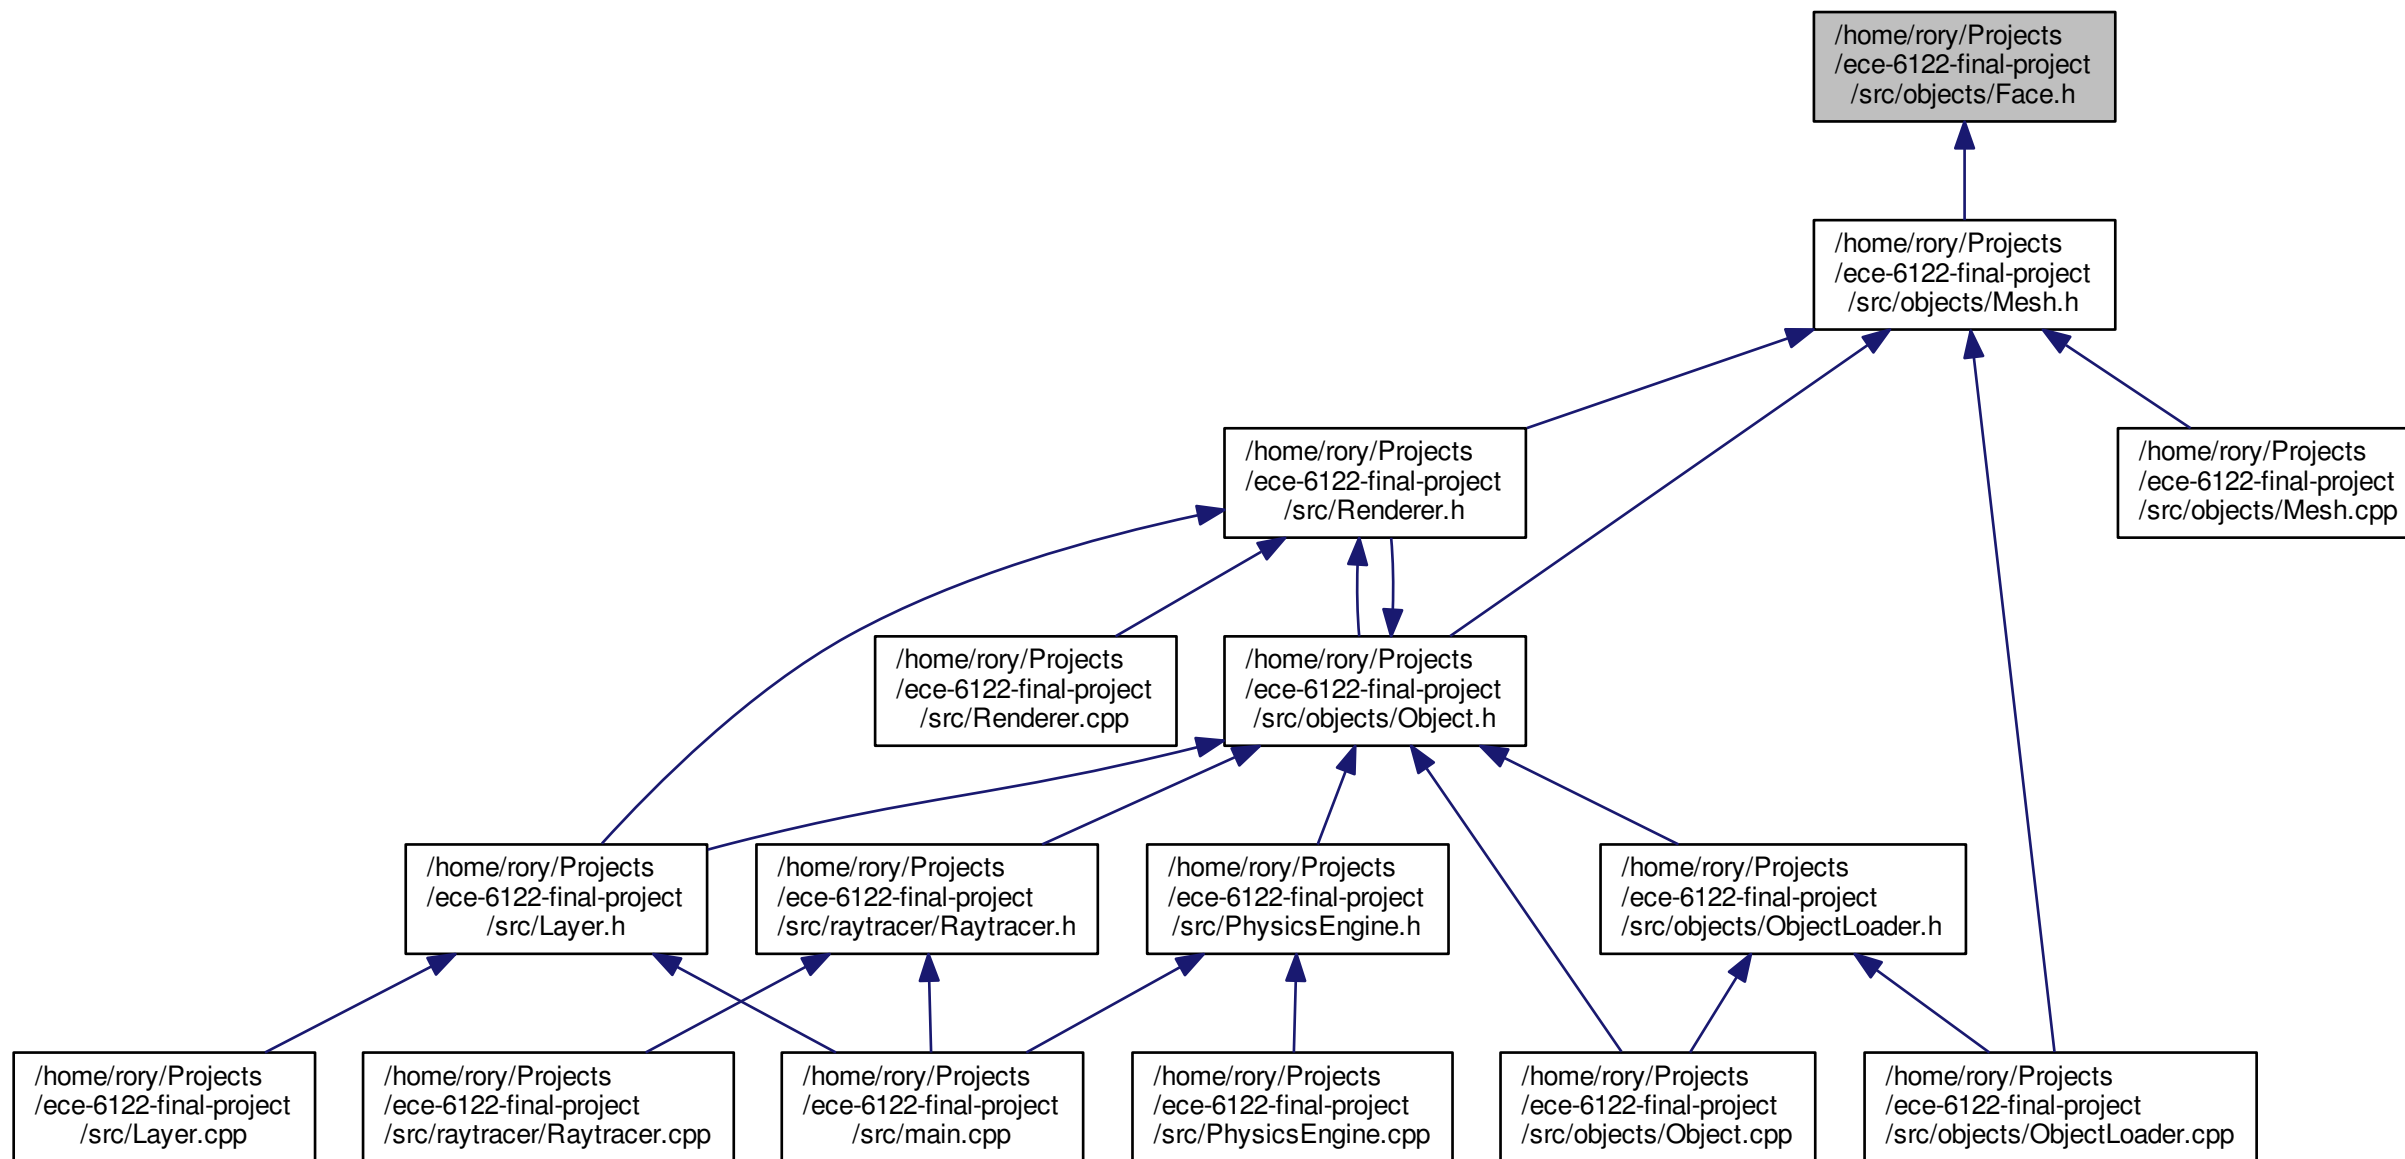 /home/rory/Projects
/ece-6122-final-project
/src/objects/Face.h
/home/rory/Projects
/ece-6122-final-project
/src/objects/Mesh.h
/home/rory/Projects
/ece-6122-final-project
/src/Renderer.h
/home/rory/Projects
/ece-6122-final-project
/src/objects/Mesh.cpp
/home/rory/Projects
/ece-6122-final-project
/src/Renderer.cpp
/home/rory/Projects
/ece-6122-final-project
/src/objects/Object.h
/home/rory/Projects
/ece-6122-final-project
/src/Layer.h
/home/rory/Projects
/ece-6122-final-project
/src/raytracer/Raytracer.h
/home/rory/Projects
/ece-6122-final-project
/src/PhysicsEngine.h
/home/rory/Projects
/ece-6122-final-project
/src/objects/ObjectLoader.h
/home/rory/Projects
/ece-6122-final-project
/src/Layer.cpp
/home/rory/Projects
/ece-6122-final-project
/src/raytracer/Raytracer.cpp
/home/rory/Projects
/ece-6122-final-project
/src/main.cpp
/home/rory/Projects
/ece-6122-final-project
/src/PhysicsEngine.cpp
/home/rory/Projects
/ece-6122-final-project
/src/objects/Object.cpp
/home/rory/Projects
/ece-6122-final-project
/src/objects/ObjectLoader.cpp